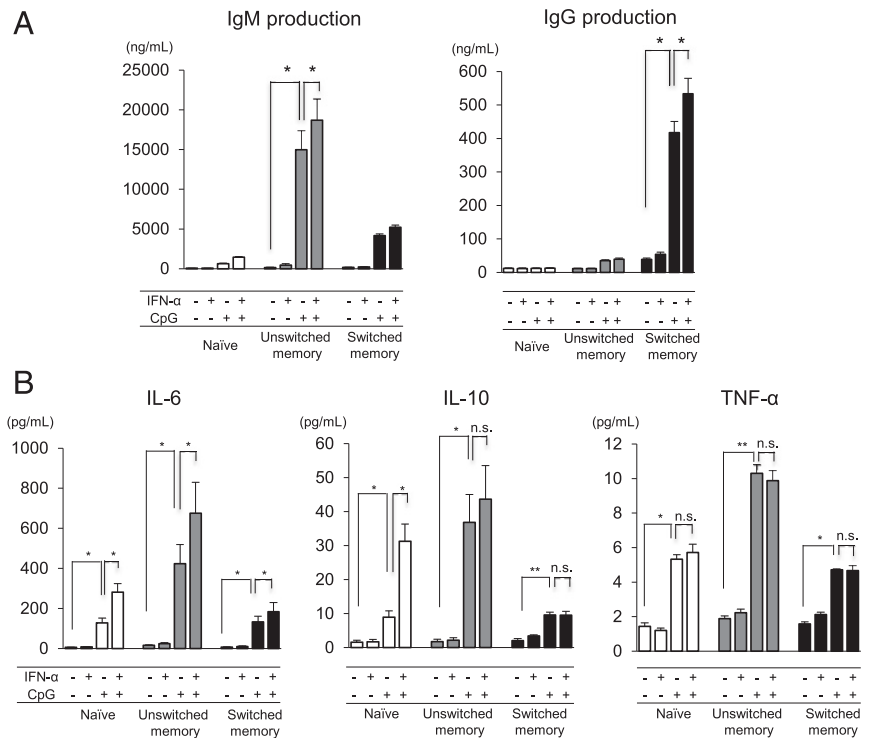 A
IgM production
IgG production
(ng/mL)
(ng/mL)
25000
20000
15000
10000
5000
0
* *
600
500
400
300
200
100
0
* *
IFN-α - + - + - + - + - + - +
CpG - - + + - - + + - - + +
Naïve
Unswitched memory
Switched memory
- + - + - + - + - + - +
- - + + - - + + - - + +
Naïve
Unswitched memory
Switched memory
B
IL-6
IL-10
TNF-α
(pg/mL)
(pg/mL)
(pg/mL)
1000
800
600
400
200
0
* * * * * *
60
50
40
30
20
10
0
* * * n.s. ** n.s.
12
10
8
6
4
2
0
* n.s. ** n.s. * n.s.
IFN-α - + - + - + - + - + - +
CpG - - + + - - + + - - + +
Naïve
Unswitched memory
Switched memory
- + - + - + - + - + - +
- - + + - - + + - - + +
Naïve
Unswitched memory
Switched memory
- + - + - + - + - + - +
- - + + - - + + - - + +
Naïve
Unswitched memory
Switched memory